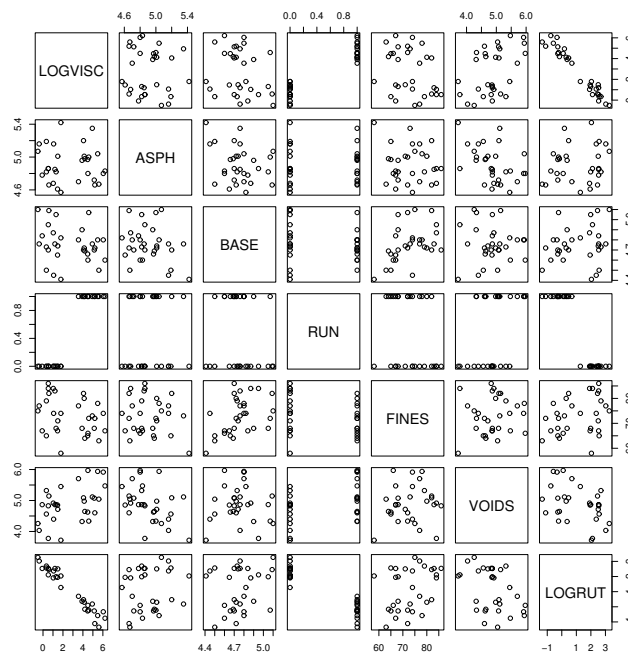 4.6 5.0 5.4
0.0 0.4 0.8
4.0 5.0 6.0
LOGVISC
5.4
5.0
4.6
ASPH
BASE
0.8
0.4
0.0
RUN
FINES
6.0
5.0
4.0
VOIDS
LOGRUT
0 2 4 6
4.4 4.7 5.0
60 70 80
-1 0 1 2 3